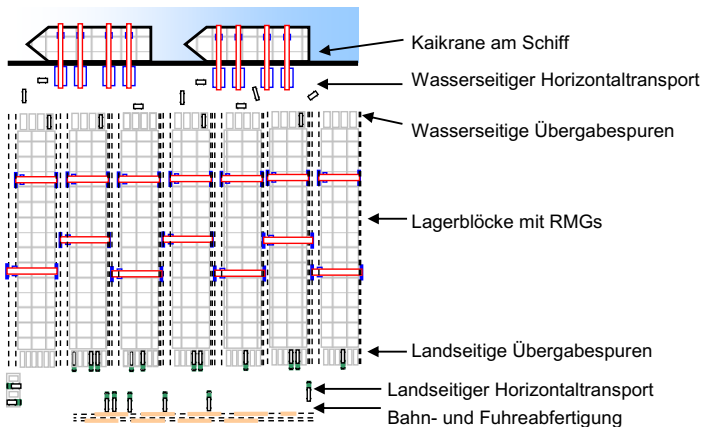 Kaikrane am Schiff
Wasserseitiger Horizontaltransport
Wasserseitige Übergabespuren
Lagerblöcke mit RMGs
Landseitige Übergabespuren
Landseitiger Horizontaltransport
Bahn- und Fuhreabfertigung